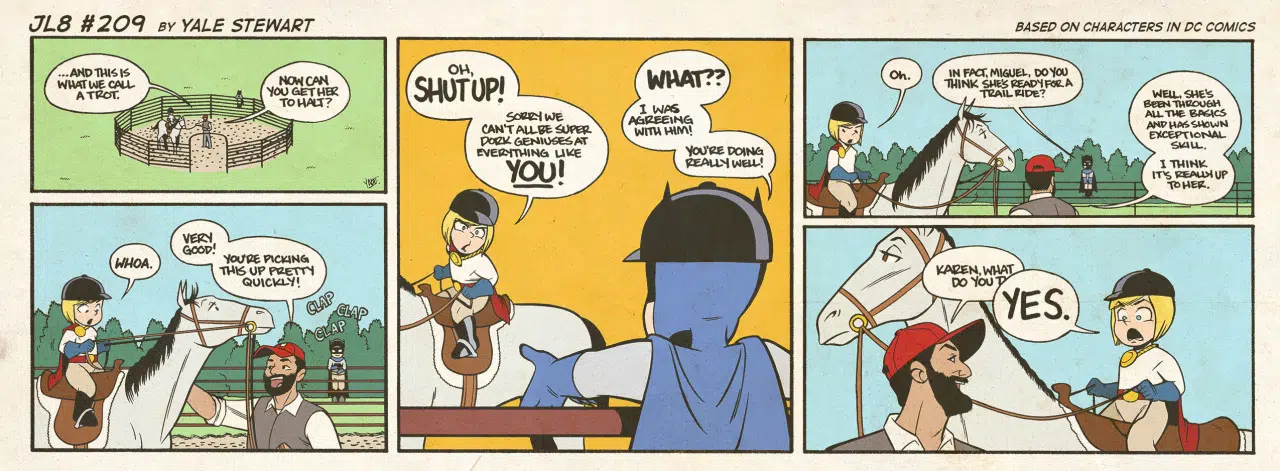 JL8 #209 BY YALE STEWART
BASED ON CHARACTERS IN DC COMICS
...AND THIS IS
WHAT WE CALL
A TROT.
NOW CAN
YOU GET HER
TO HALT?
WHOA.
VERY
GOOD!
YOU'RE PICKING
THIS UP PRETTY
QUICKLY!
CLAP
CLAP
CLAP
OH,
SHUT UP!
SORRY WE
CAN'T ALL BE SUPER
DORK GENIUSES AT
EVERYTHING LIKE
YOU!
WHAT??
I WAS
AGREEING
WITH HIM!
YOU'RE DOING
REALLY WELL!
Oh.
IN FACT, MIGUEL, DO YOU
THINK SHE'S READY FOR A
TRAIL RIDE?
WELL, SHE'S
BEEN THROUGH
ALL THE BASICS
AND HAS SHOWN
EXCEPTIONAL
SKILL.
I THINK
IT'S REALLY UP
TO HER.
KAREN, WHAT
DO YOU T
YES.